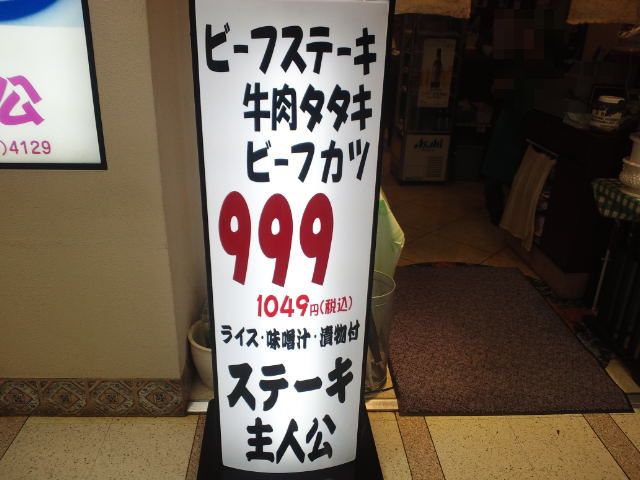 ビーフステーキ
牛肉タタキ
ビーフカツ
999
1049円(税込)
ライス・味噌汁・漬物付
ステーキ
主人公
公
)4129
Asahi